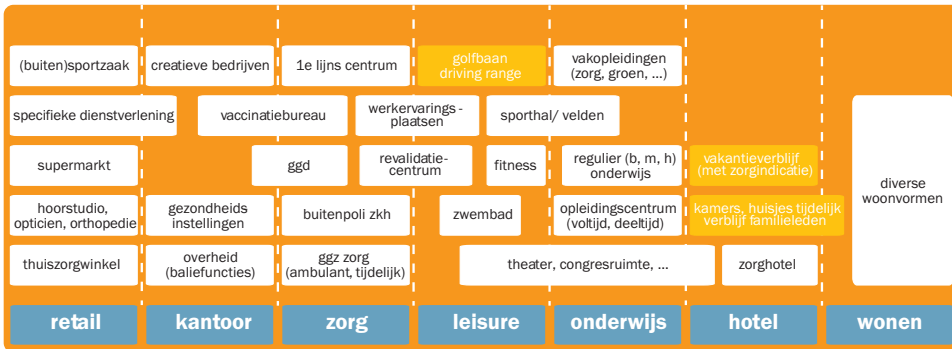 (buiten)sportzaak
creatieve bedrijven
1e lijns centrum
golfbaan
driving range
vakopleidingen
(zorg, groen, ...)
specifieke dienstverlening
vaccinatiebureau
werkervarings -
plaatsen
sporthal/ velden
supermarkt
ggd
revalidatie-
centrum
fitness
regulier (b, m, h)
onderwijs
vakantieverblijf
(met zorgindicatie)
diverse
woonvormen
hoorstudio,
opticien, orthopedie
gezondheids
instellingen
buitenpoli zkh
zwembad
opleidingscentrum
(voltijd, deeltijd)
kamers, huisjes tijdelijk
verblijf familieleden
thuiszorgwinkel
overheid
(baliefuncties)
ggz zorg
(ambulant, tijdelijk)
theater, congresruimte, ...
zorghotel
retail
kantoor
zorg
leisure
onderwijs
hotel
wonen